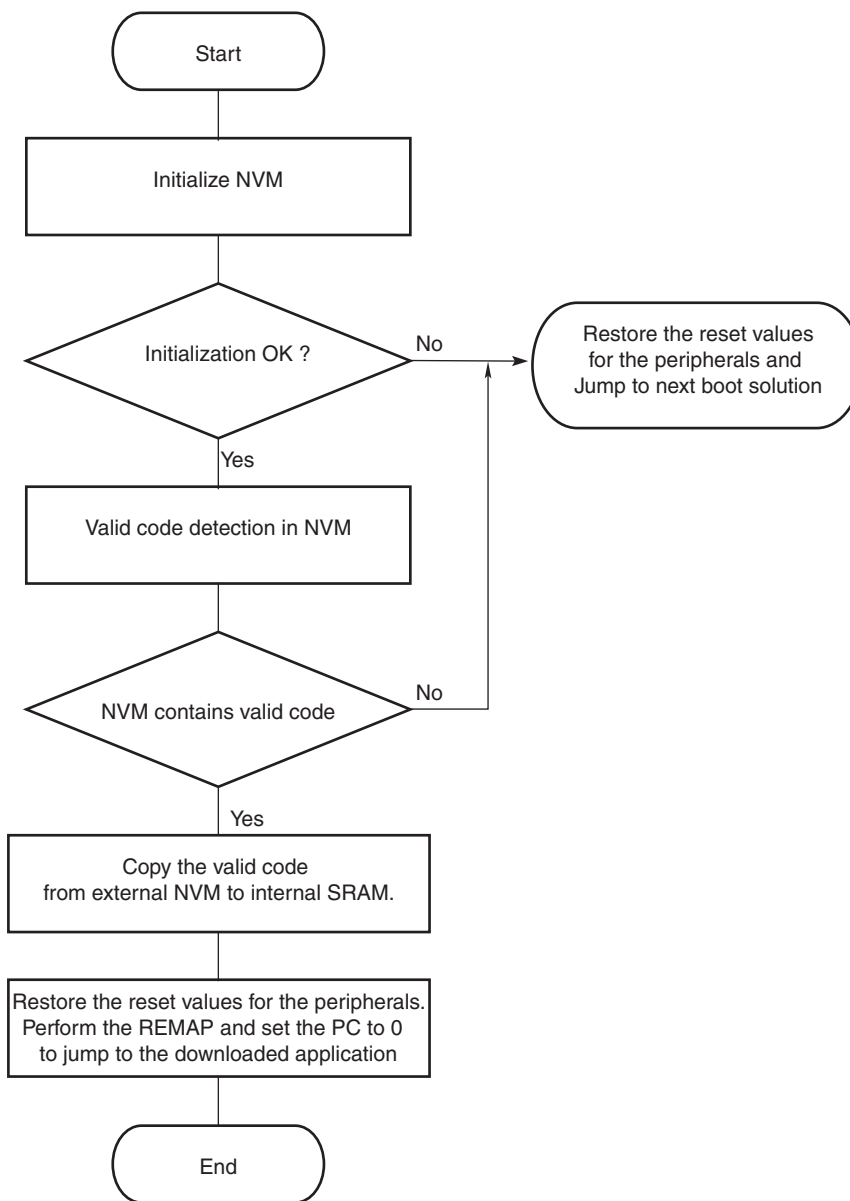 Start
Initialize NVM
Initialization OK ?
No
Restore the reset values
for the peripherals and
Jump to next boot solution
Yes
Valid code detection in NVM
NVM contains valid code
No
Yes
Copy the valid code
from external NVM to internal SRAM.
Restore the reset values for the peripherals.
Perform the REMAP and set the PC to 0
to jump to the downloaded application
End